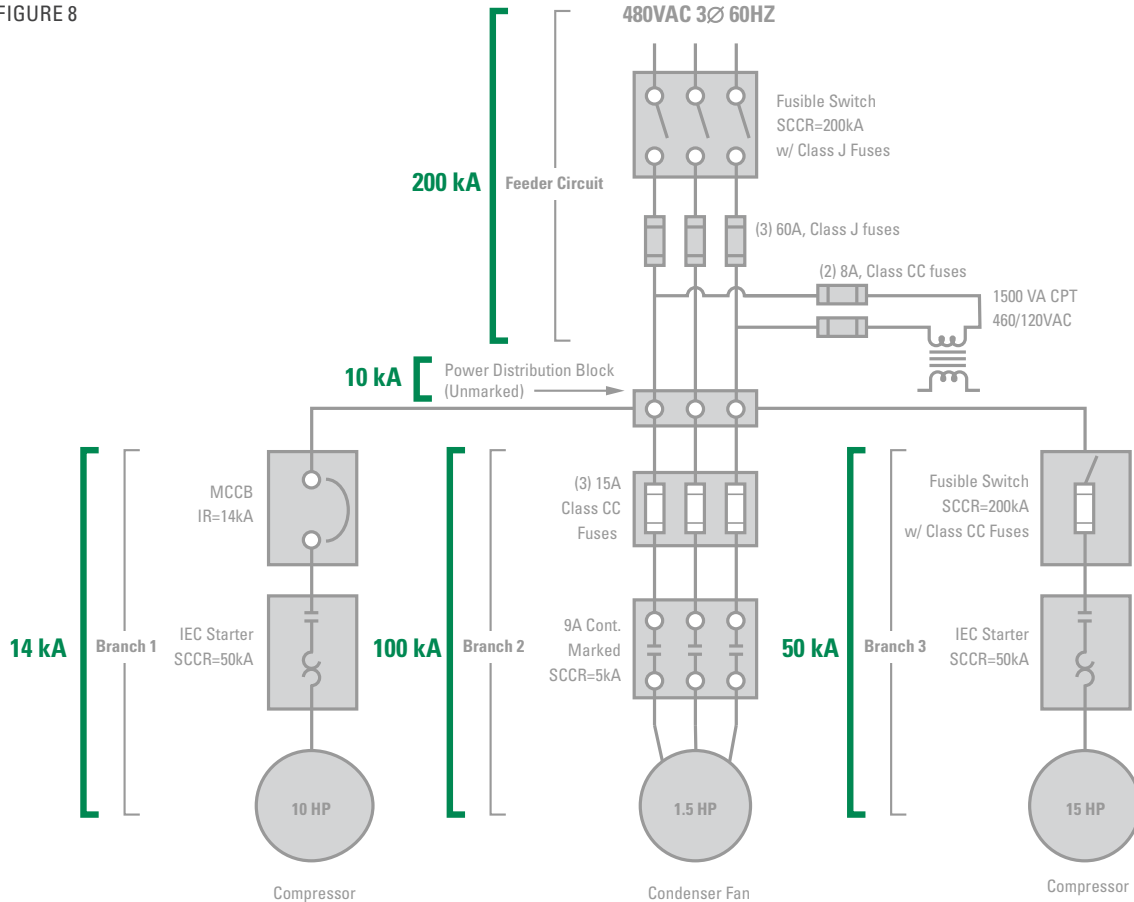 FIGURE 8
480VAC 3∅ 60HZ
Fusible Switch
SCCR=200kA
w/ Class J Fuses
200 kA
Feeder Circuit
(3) 60A, Class J fuses
(2) 8A, Class CC fuses
1500 VA CPT
460/120VAC
10 kA
Power Distribution Block
(Unmarked)
MCCB
IR=14kA
(3) 15A
Class CC
Fuses
Fusible Switch
SCCR=200kA
w/ Class CC Fuses
14 kA
Branch 1
IEC Starter
SCCR=50kA
100 kA
Branch 2
9A Cont.
Marked
SCCR=5kA
50 kA
Branch 3
IEC Starter
SCCR=50kA
10 HP
1.5 HP
15 HP
Compressor
Condenser Fan
Compressor